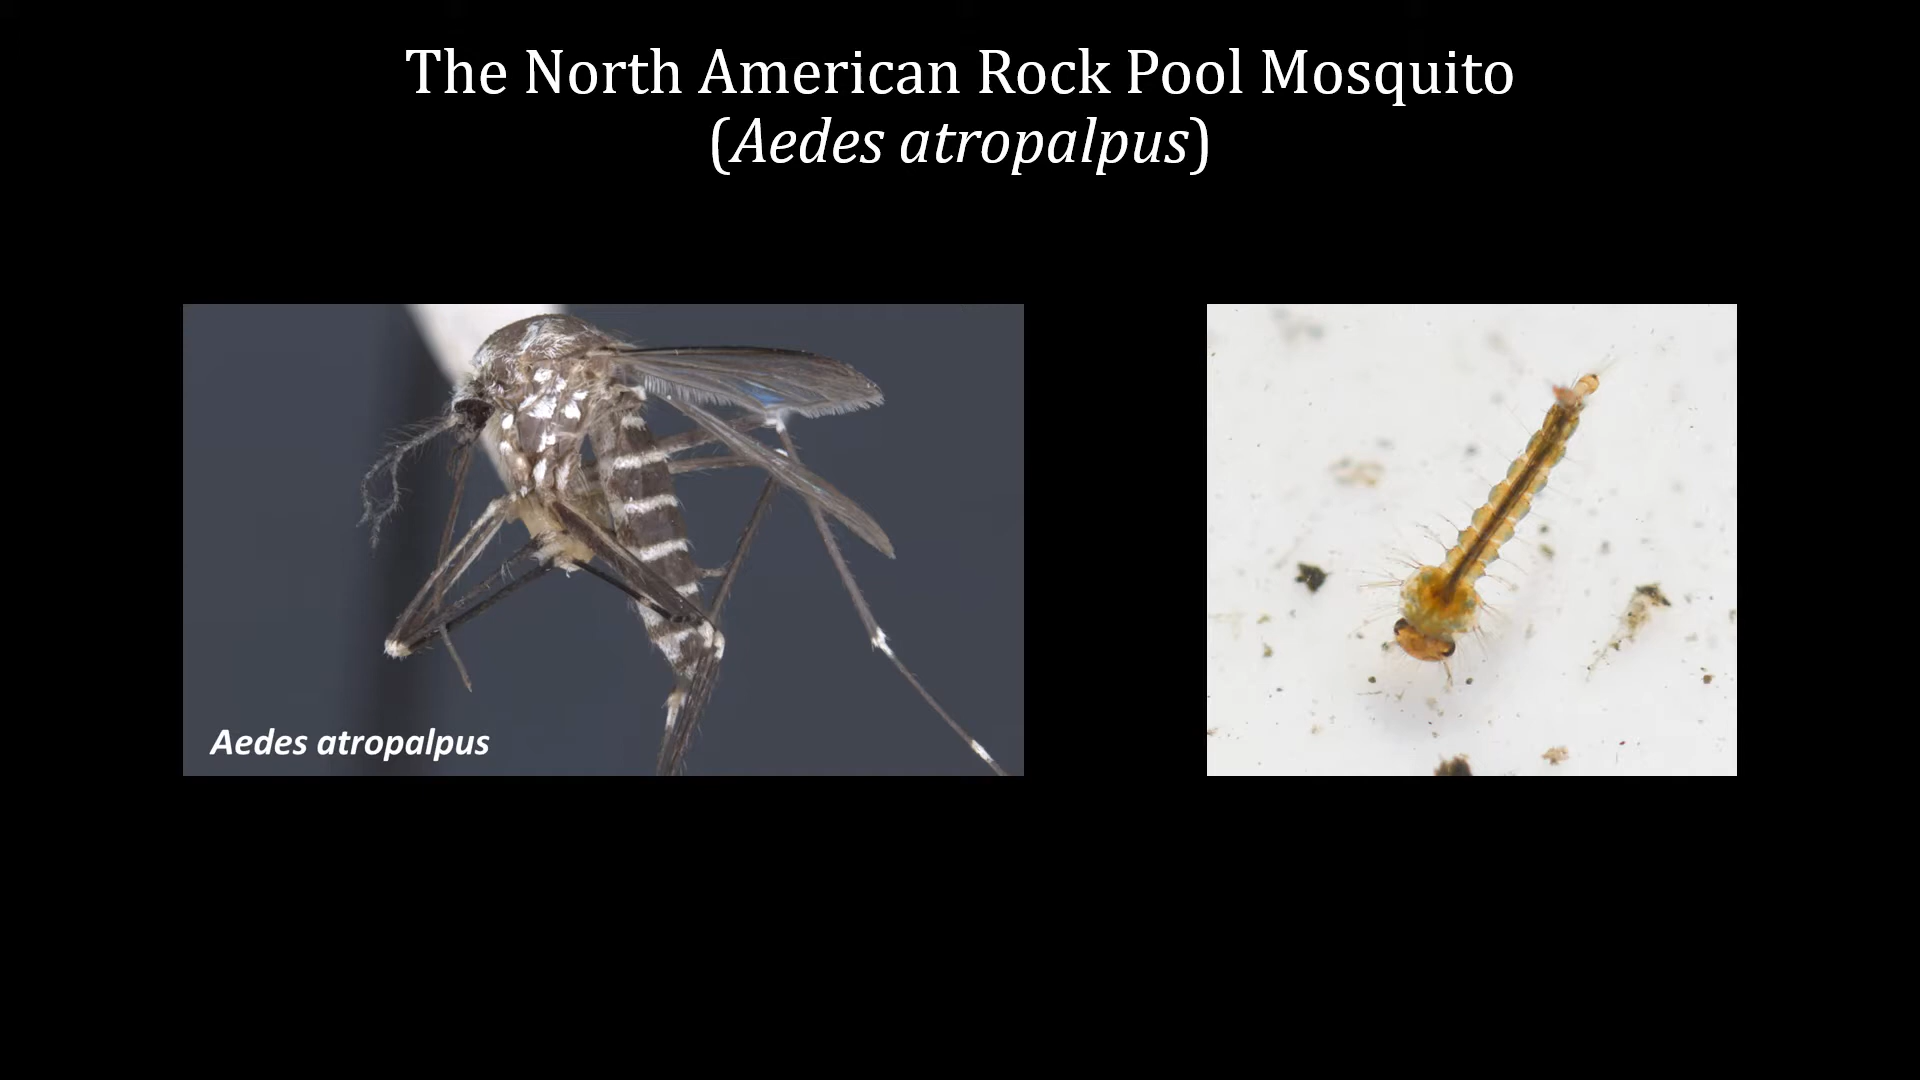 The North American Rock Pool Mosquito
(Aedes atropalpus)
Aedes atropalpus